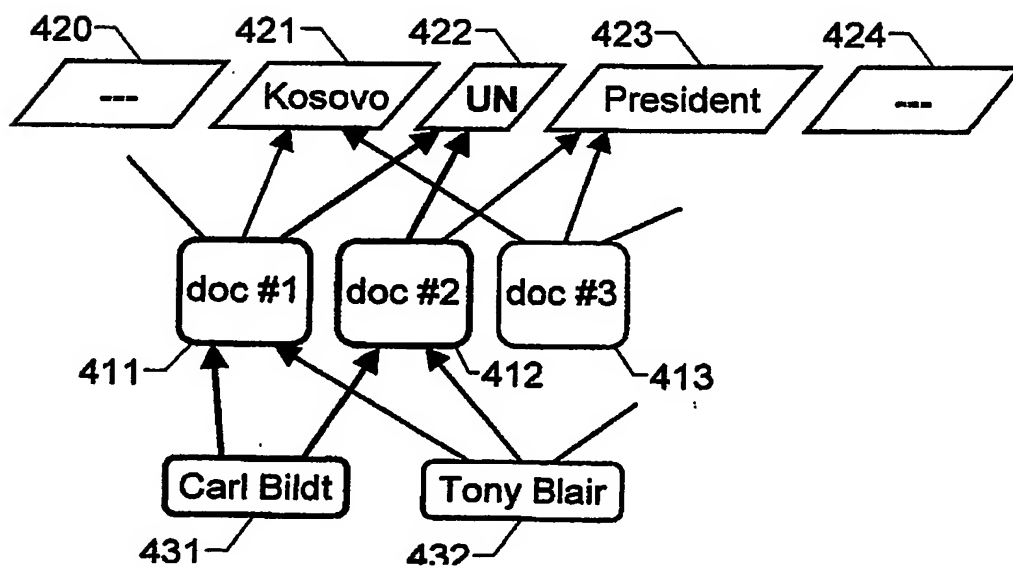 420 421 422 423 424
--- Kosovo UN President ---
doc #1 doc #2 doc #3
411 412 413
Carl Bildt Tony Blair
431 432